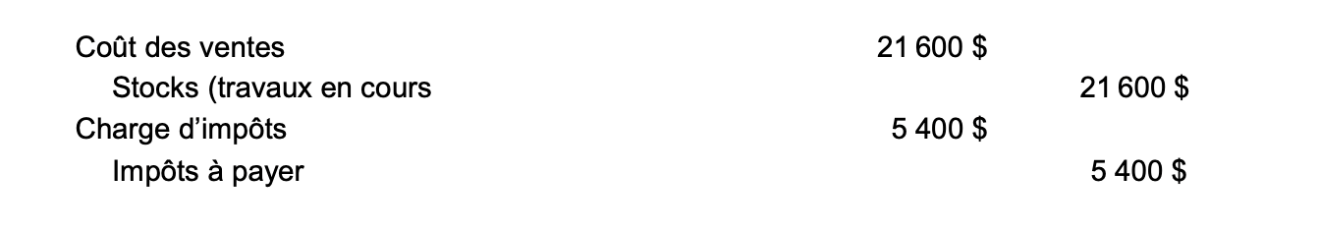 Coût des ventes 21 600 $
Stocks (travaux en cours 21 600 $
Charge d’impôts 5 400 $
Impôts à payer 5 400 $